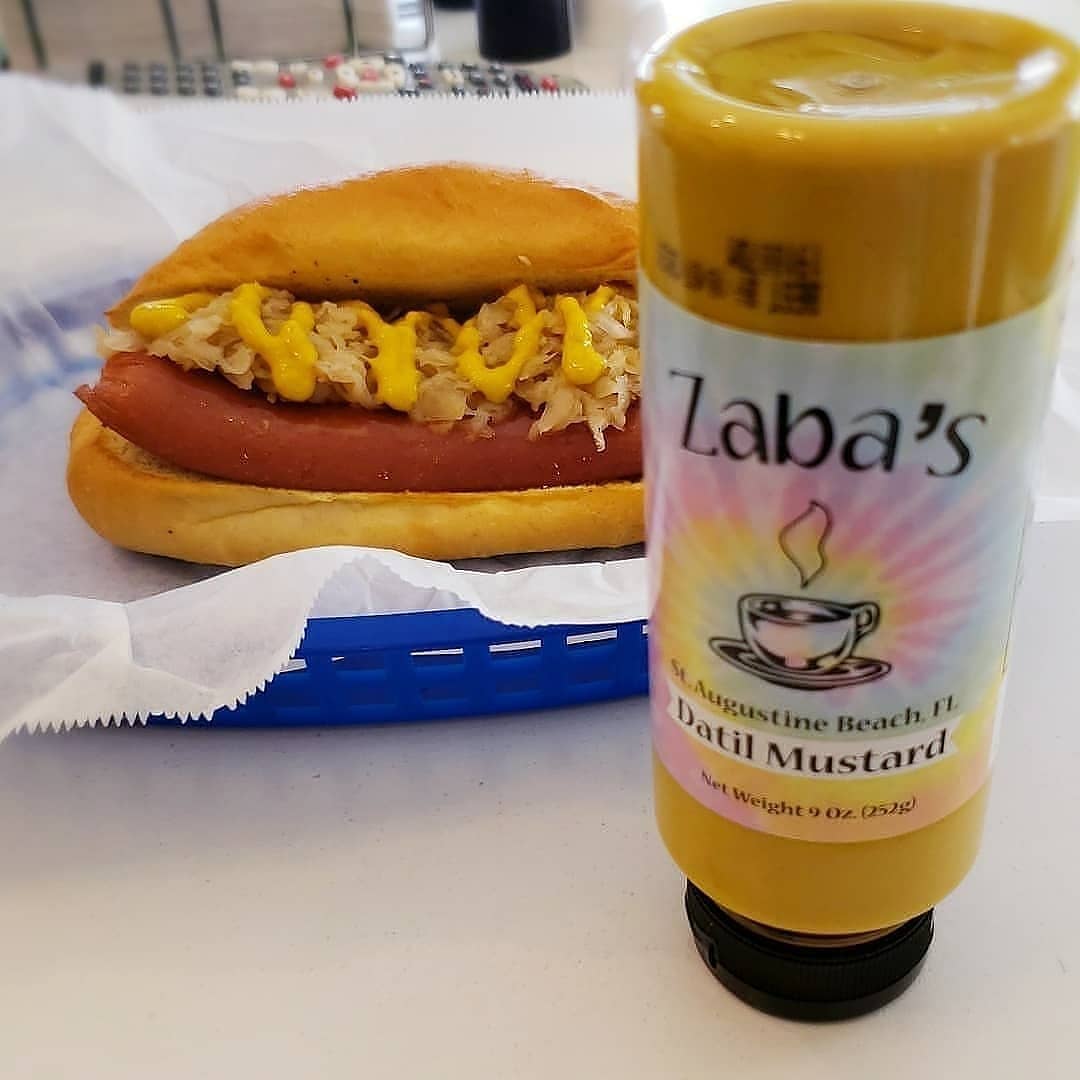 Zaba's
St. Augustine Beach, FL
Datil Mustard
Net Weight 9 Oz. (252g)